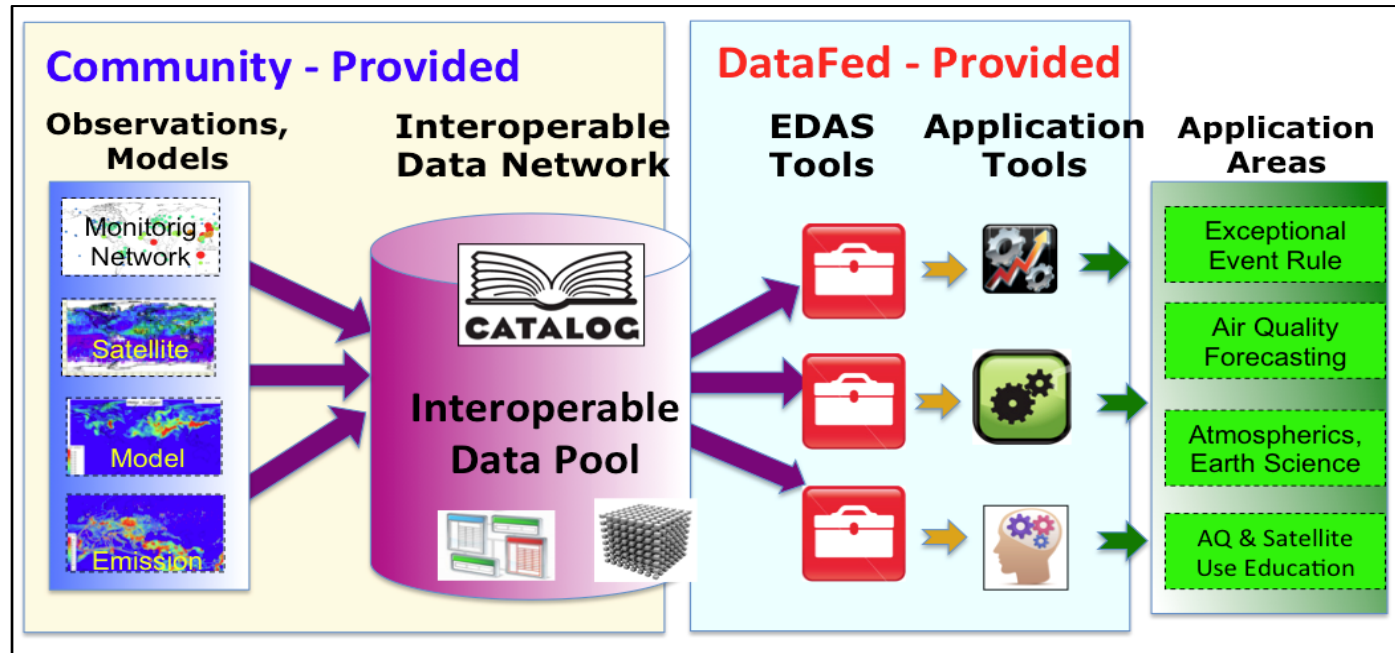 Community - Provided
DataFed - Provided
Observations,
Models
Interoperable
Data Network
EDAS
Tools
Application
Tools
Application
Areas
Monitorig
Network
Satellite
Model
Emission
CATALOG
Interoperable
Data Pool
Exceptional
Event Rule
Air Quality
Forecasting
Atmospherics,
Earth Science
AQ & Satellite
Use Education